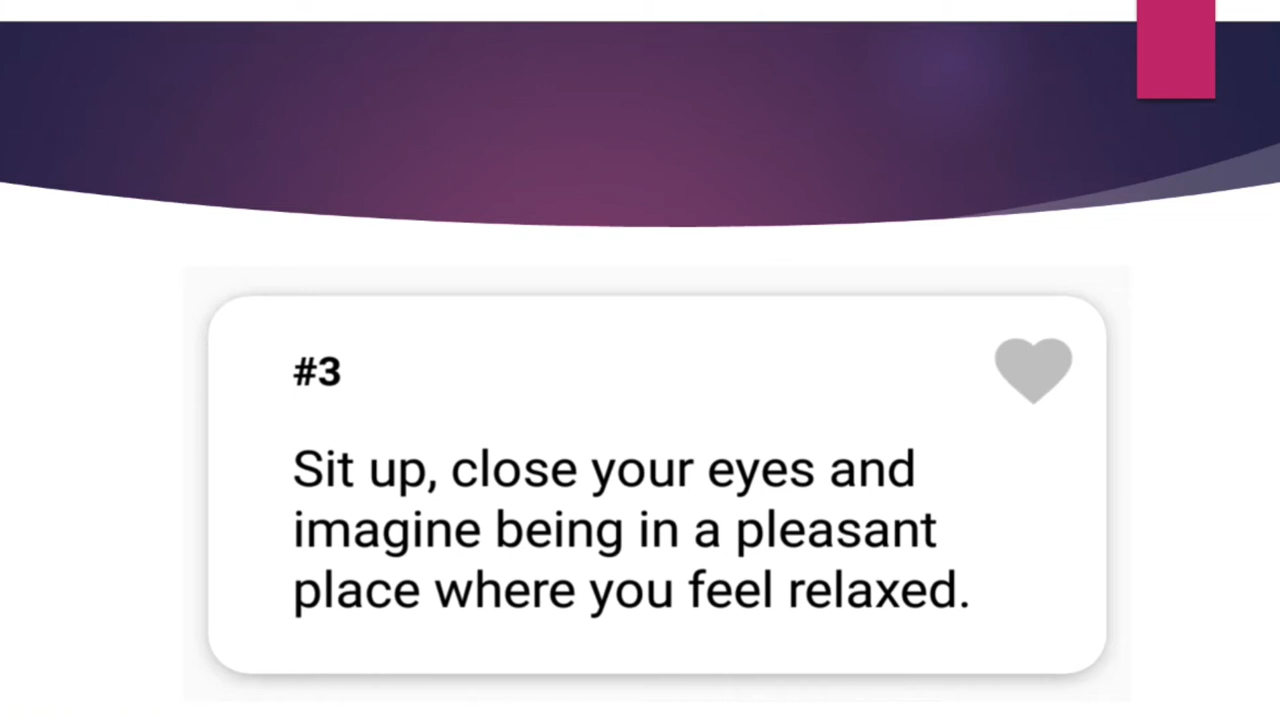 #3
Sit up, close your eyes and
imagine being in a pleasant
place where you feel relaxed.